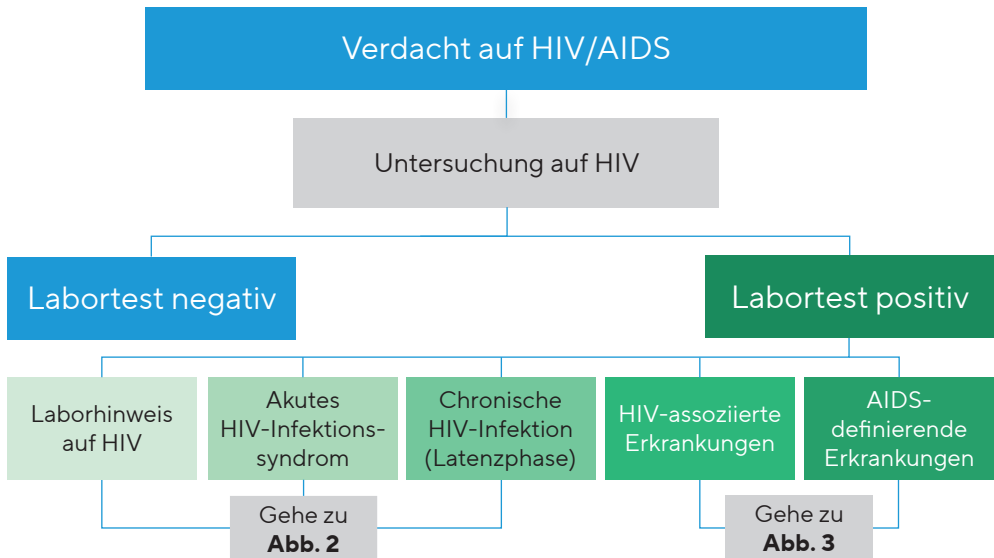 Verdacht auf HIV/AIDS
Untersuchung auf HIV
Labortest negativ
Labortest positiv
Laborhinweis
auf HIV
Akutes
HIV-Infektions-
syndrom
Chronische
HIV-Infektion
(Latenzphase)
HIV-assoziierte
Erkrankungen
AIDS-
definierende
Erkrankungen
Gehe zu
Abb. 2
Gehe zu
Abb. 3